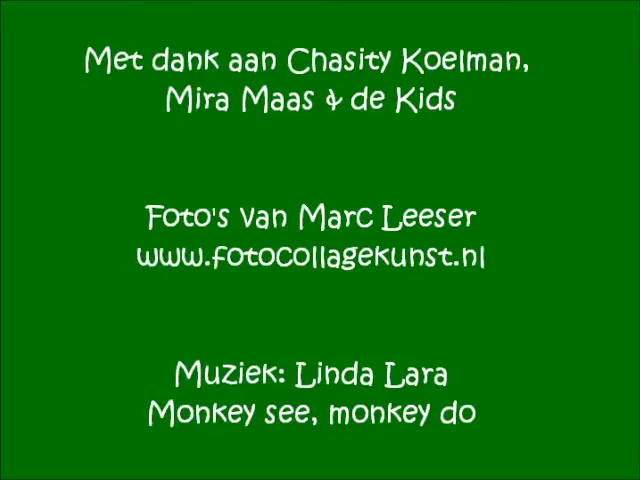 Met dank aan Chasity Koelman,
Mira Maas & de Kids
Foto's van Marc Leeser
www.fotocollagekunst.nl
Muziek: Linda Lara
Monkey see, monkey do